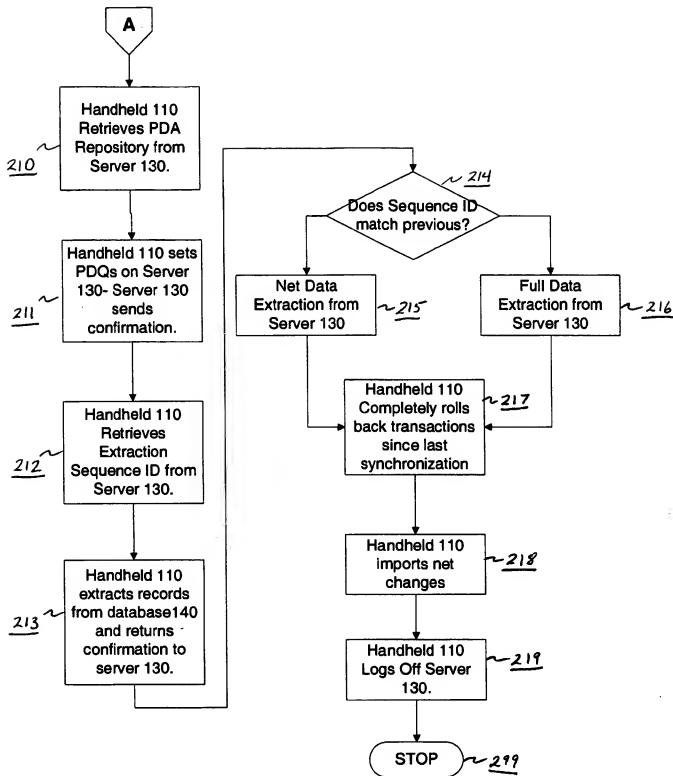 A
Handheld 110
Retrieves PDA
Repository from
Server 130.
210
Handheld 110 sets
PDQs on Server
130- Server 130
sends
confirmation.
211
Handheld 110
Retrieves
Extraction
Sequence ID from
Server 130.
212
Handheld 110
extracts records
from database140
and returns
confirmation to
server 130.
213
Does Sequence ID
match previous?
214
Net Data
Extraction from
Server 130
215
Full Data
Extraction from
Server 130
216
Handheld 110
Completely rolls
back transactions
since last
synchronization
217
Handheld 110
imports net
changes
218
Handheld 110
Logs Off Server
130.
219
STOP
299